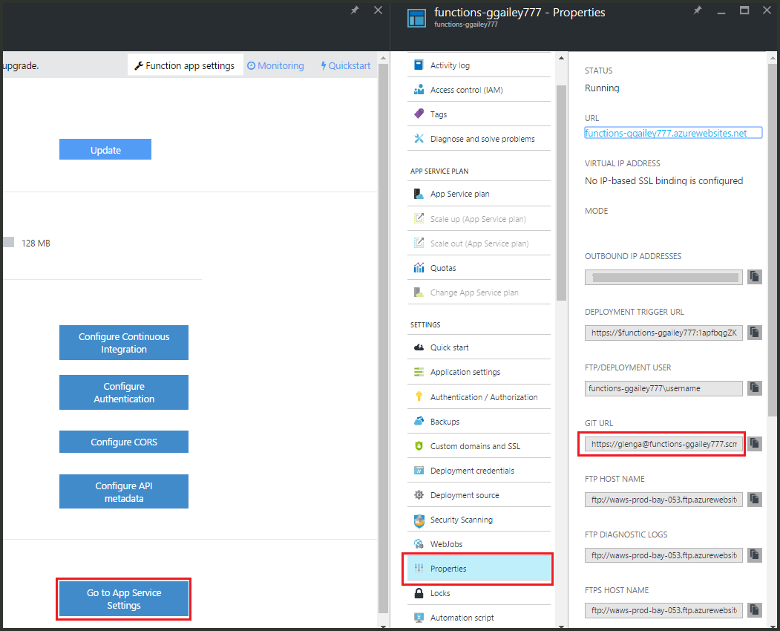 functions-ggailey777 - Properties
functions-ggailey777
upgrade.
Function app settings
Monitoring
Quickstart
Update
128 MB
Configure Continuous
Integration
Configure
Authentication
Configure CORS
Configure API
metadata
Go to App Service
Settings
Activity log
Access control (IAM)
Tags
Diagnose and solve problems
APP SERVICE PLAN
App Service plan
Scale up (App Service plan)
Scale out (App Service plan)
Quotas
Change App Service plan
SETTINGS
Quick start
Application settings
Authentication / Authorization
Backups
Custom domains and SSL
Deployment credentials
Deployment source
Security Scanning
WebJobs
Properties
Locks
Automation script
STATUS
Running
URL
functions-ggailey777.azurewebsites.net
VIRTUAL IP ADDRESS
No IP-based SSL binding is configured
MODE
OUTBOUND IP ADDRESSES
DEPLOYMENT TRIGGER URL
https://$functions-ggailey777:1apfbqgZK
FTP/DEPLOYMENT USER
functions-ggailey777\username
GIT URL
https://glenga@functions-ggailey777.scm
FTP HOST NAME
ftp://waws-prod-bay-053.ftp.azurewebsit
FTP DIAGNOSTIC LOGS
ftp://waws-prod-bay-053.ftp.azurewebsit
FTPS HOST NAME
ftp://waws-prod-bay-053.ftp.azurewebsit